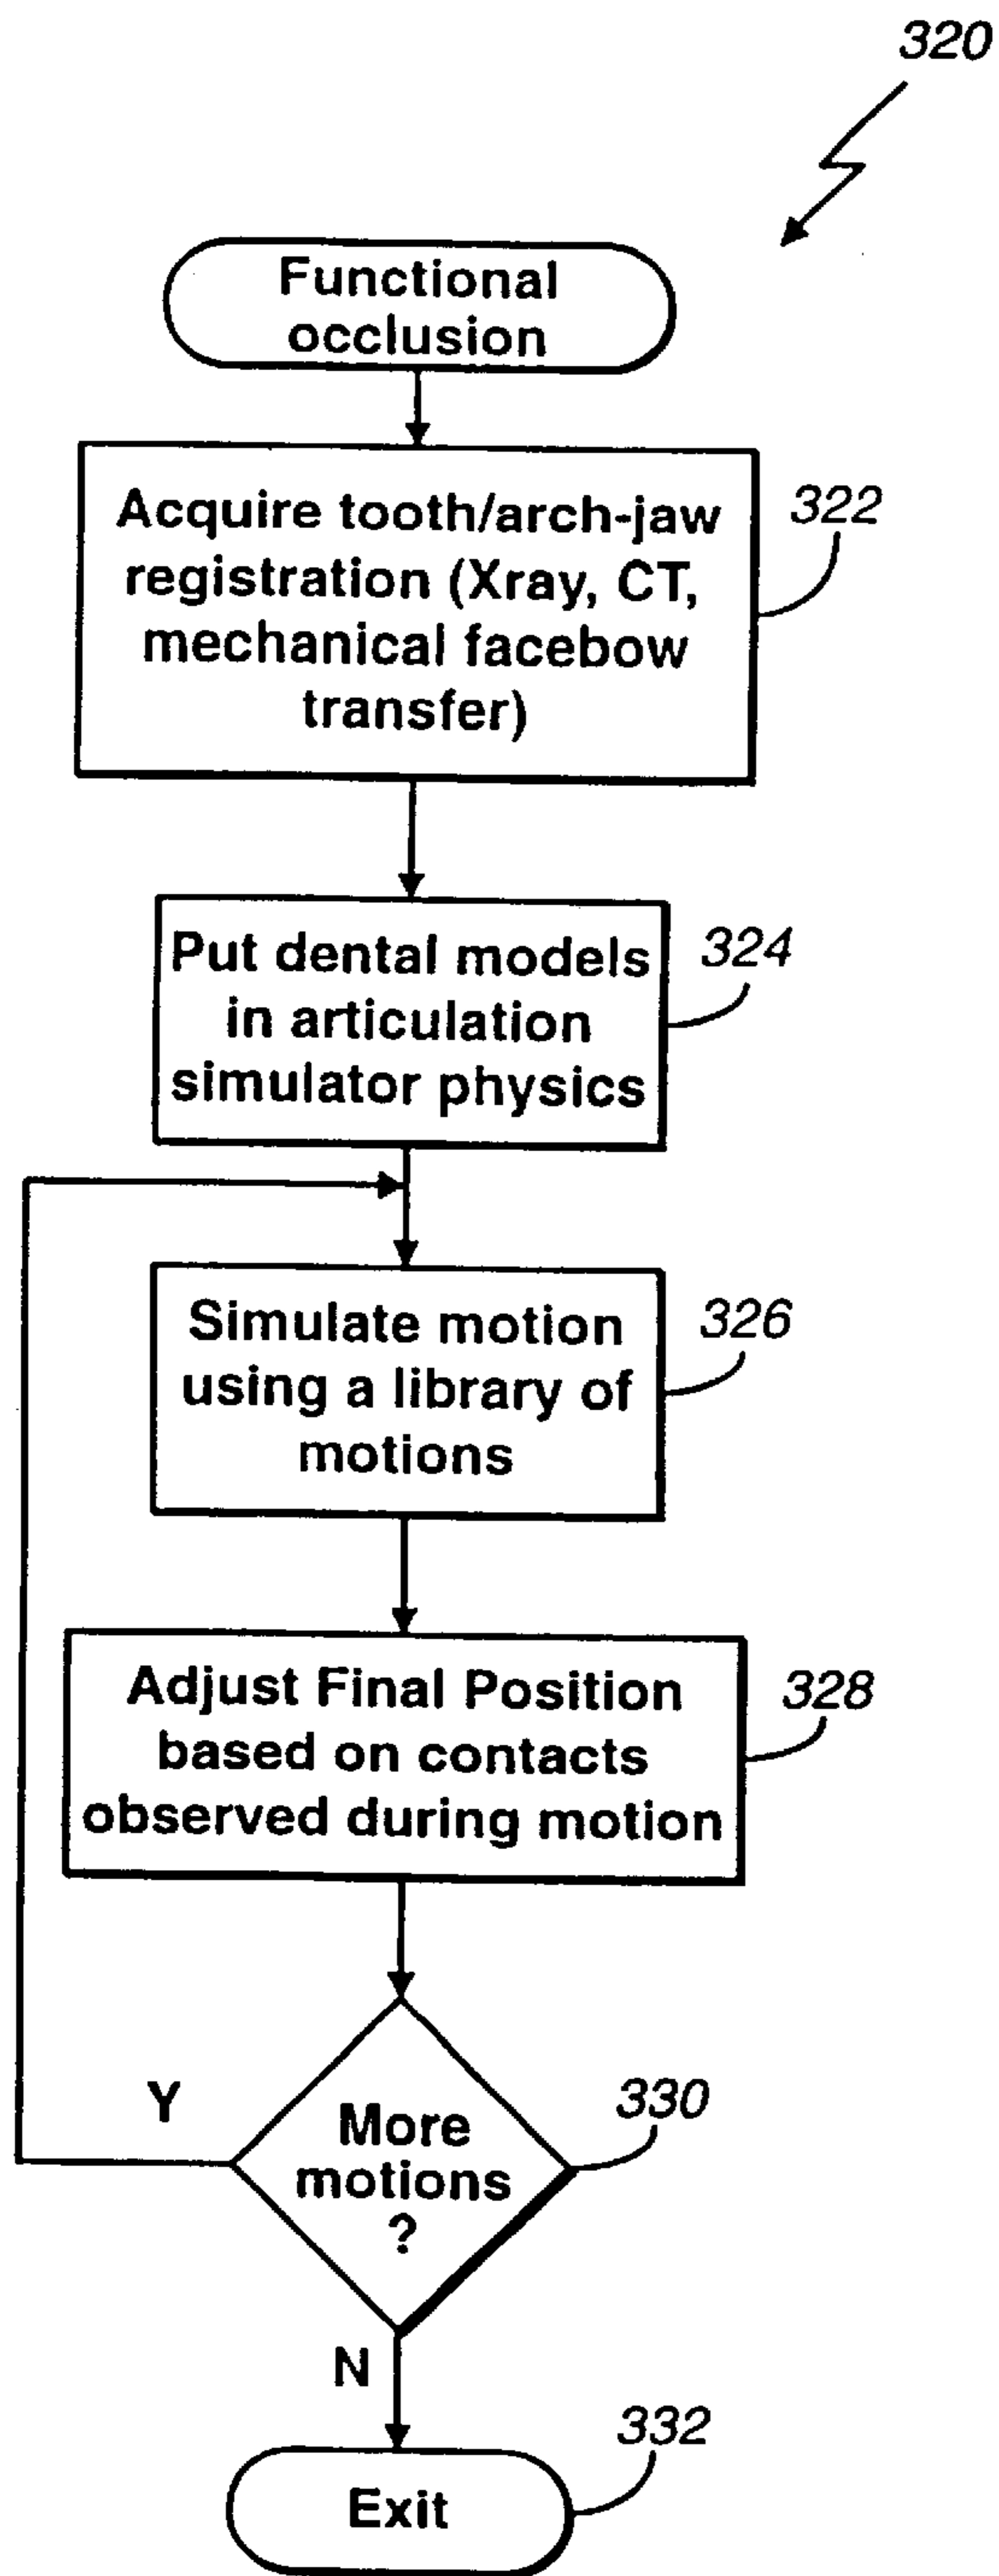 320
Functional
occlusion
Acquire tooth/arch-jaw
registration (Xray, CT,
mechanical facebow
transfer)
322
Put dental models
in articulation
simulator physics
324
Simulate motion
using a library of
motions
326
Adjust Final Position
based on contacts
observed during motion
328
More
motions
?
330
Y
N
Exit
332